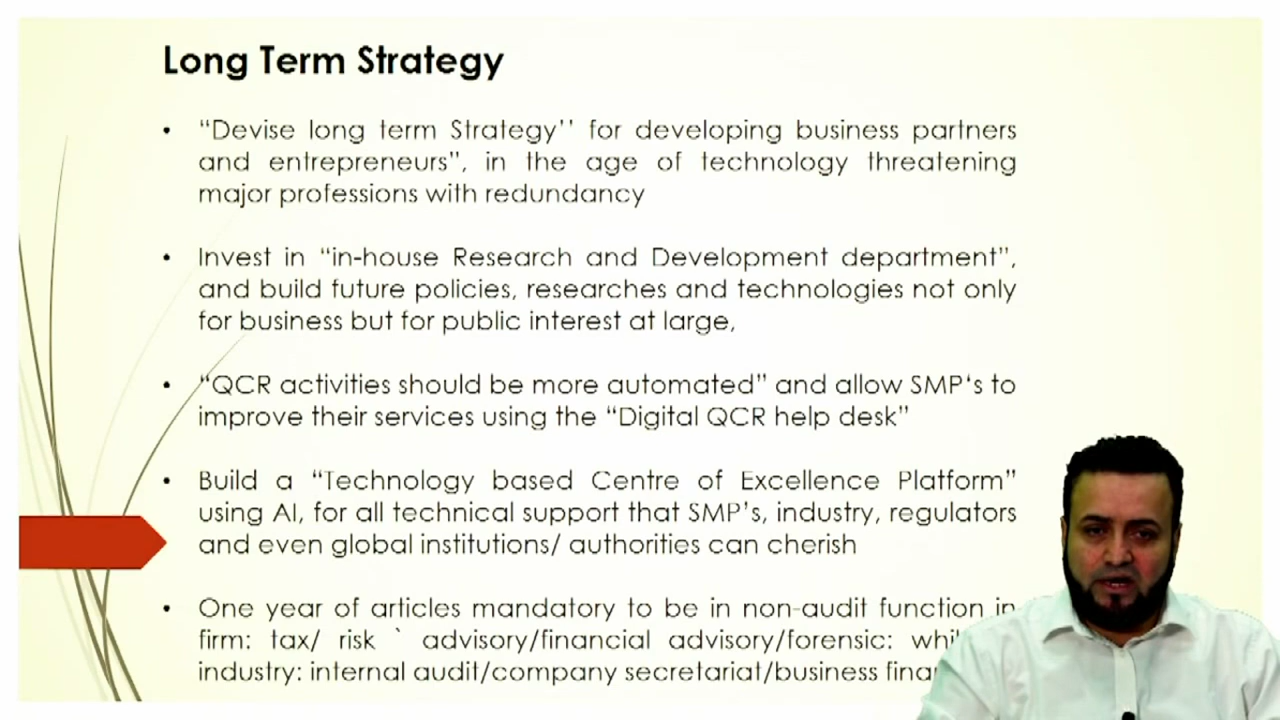 Long Term Strategy
• “Devise long term Strategy’’ for developing business partners
and entrepreneurs”, in the age of technology threatening
major professions with redundancy
• Invest in “in-house Research and Development department”,
and build future policies, researches and technologies not only
for business but for public interest at large,
• “QCR activities should be more automated” and allow SMP‘s to
improve their services using the “Digital QCR help desk”
• Build a “Technology based Centre of Excellence Platform”
using AI, for all technical support that SMP’s, industry, regulators
and even global institutions/ authorities can cherish
• One year of articles mandatory to be in non-audit function in
firm: tax/ risk ` advisory/financial advisory/forensic:
industry: internal audit/company secretariat/business